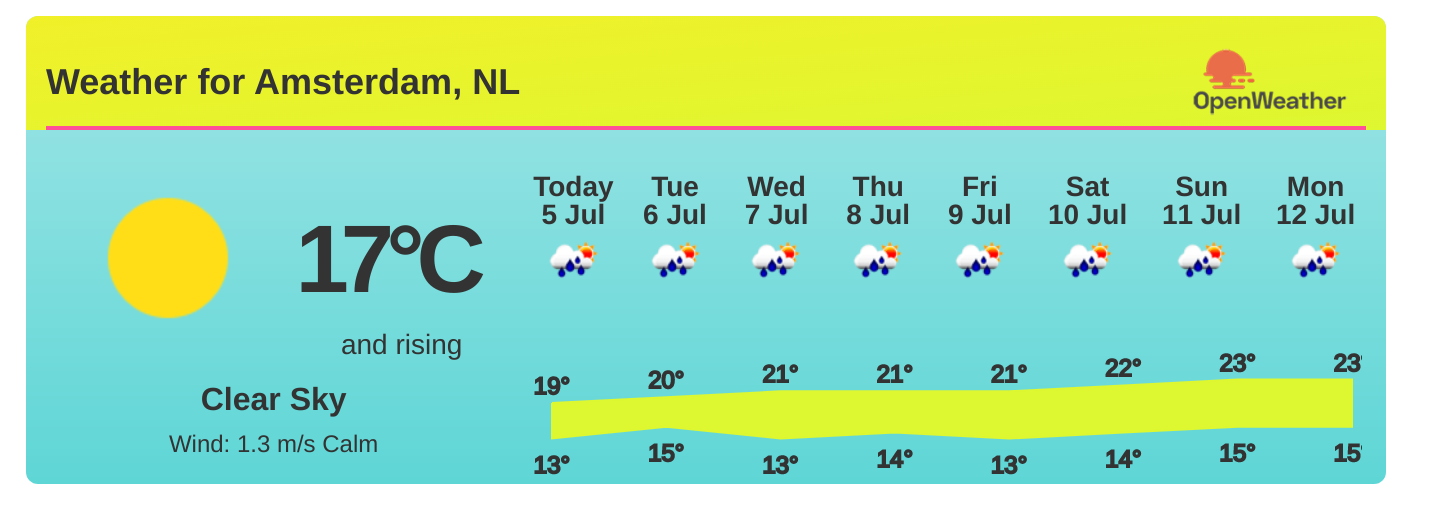 Weather for Amsterdam, NL
OpenWeather
17°C
and rising
Clear Sky
Wind: 1.3 m/s Calm
Today Tue Wed Thu Fri Sat Sun Mon
5 Jul 6 Jul 7 Jul 8 Jul 9 Jul 10 Jul 11 Jul 12 Jul
19° 20° 21° 21° 21° 22° 23° 23°
13° 15° 13° 14° 13° 14° 15° 15°